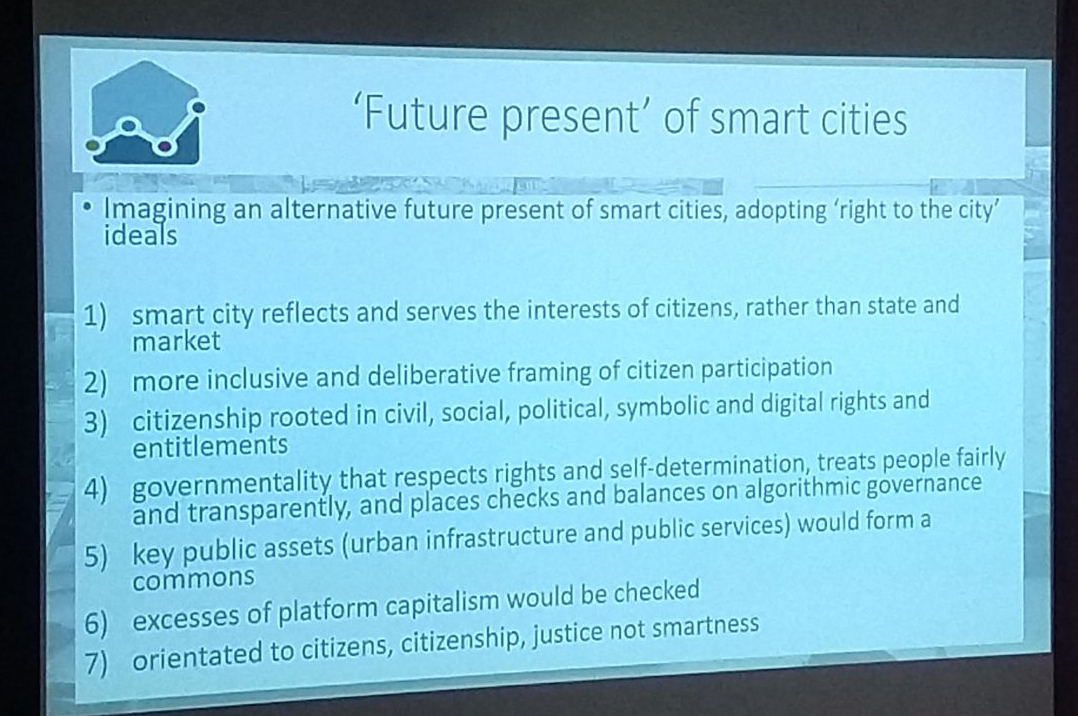 ‘Future present’ of smart cities
• Imagining an alternative future present of smart cities, adopting ‘right to the city’
ideals
1) smart city reflects and serves the interests of citizens, rather than state and
market
2) more inclusive and deliberative framing of citizen participation
3) citizenship rooted in civil, social, political, symbolic and digital rights and
entitlements
4) governmentality that respects rights and self-determination, treats people fairly
and transparently, and places checks and balances on algorithmic governance
5) key public assets (urban infrastructure and public services) would form a
commons
6) excesses of platform capitalism would be checked
7) orientated to citizens, citizenship, justice not smartness